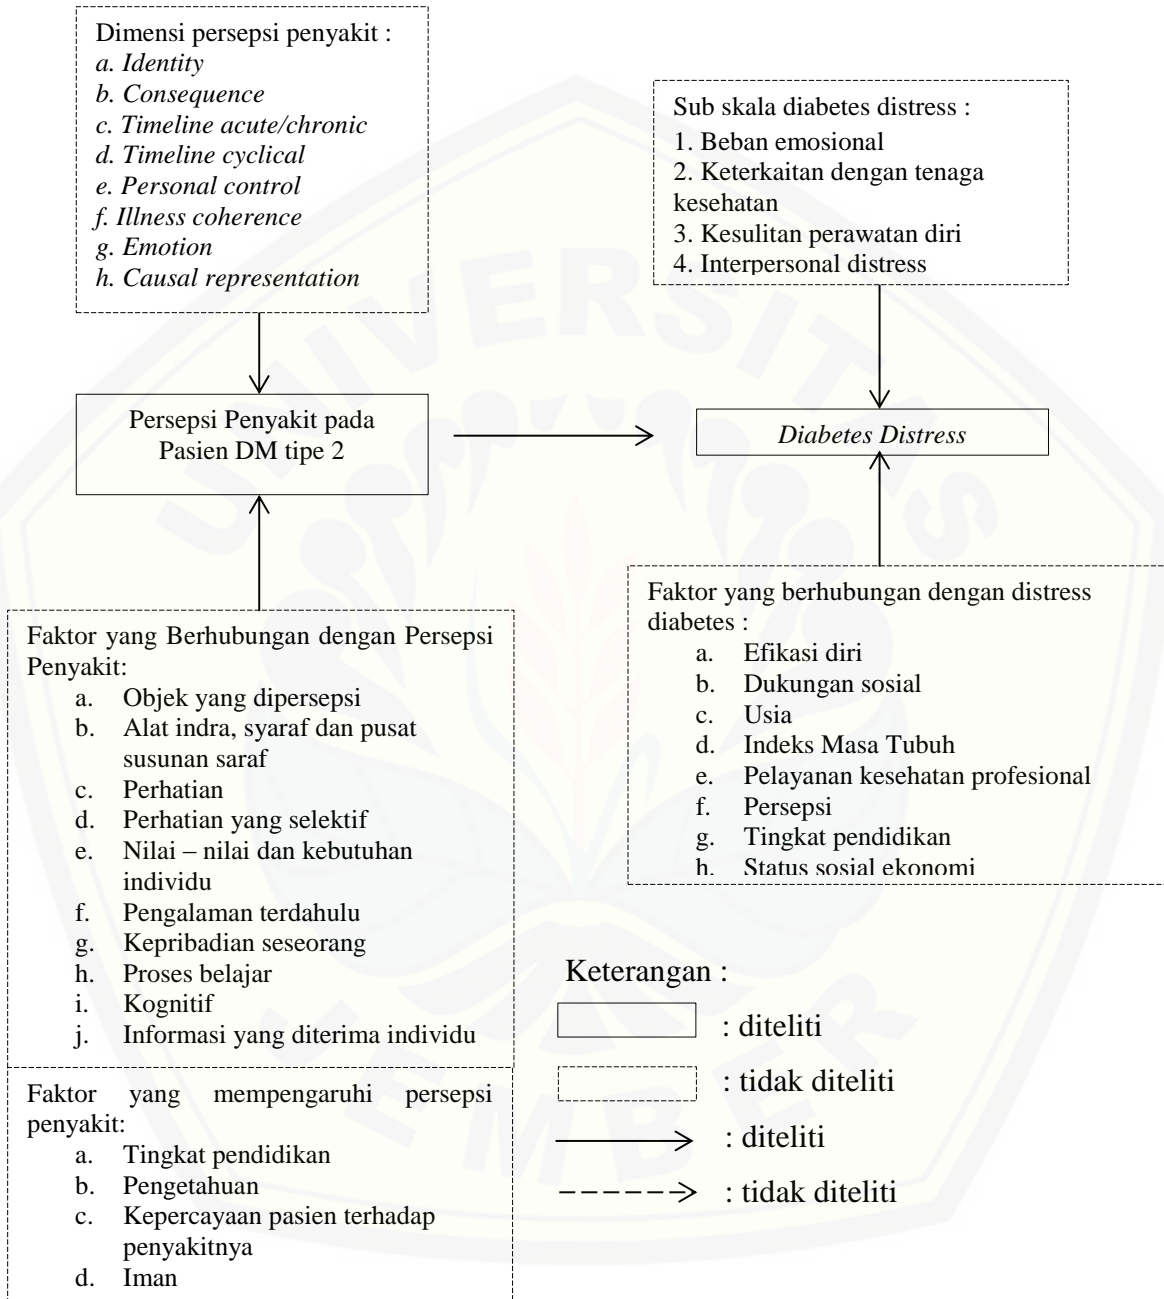 Dimensi persepsi penyakit :
a. Identity
b. Consequence
c. Timeline acute/chronic
d. Timeline cyclical
e. Personal control
f. Illness coherence
g. Emotion
h. Causal representation
Sub skala diabetes distress :
1. Beban emosional
2. Keterkaitan dengan tenaga
kesehatan
3. Kesulitan perawatan diri
4. Interpersonal distress
Persepsi Penyakit pada
Pasien DM tipe 2
Diabetes Distress
Faktor yang Berhubungan dengan Persepsi
Penyakit:
a. Objek yang dipersepsi
b. Alat indra, syaraf dan pusat
susunan saraf
c. Perhatian
d. Perhatian yang selektif
e. Nilai – nilai dan kebutuhan
individu
f. Pengalaman terdahulu
g. Kepribadian seseorang
h. Proses belajar
i. Kognitif
j. Informasi yang diterima individu
Faktor yang mempengaruhi persepsi
penyakit:
a. Tingkat pendidikan
b. Pengetahuan
c. Kepercayaan pasien terhadap
penyakitnya
d. Iman
Faktor yang berhubungan dengan distress
diabetes :
a. Efikasi diri
b. Dukungan sosial
c. Usia
d. Indeks Masa Tubuh
e. Pelayanan kesehatan profesional
f. Persepsi
g. Tingkat pendidikan
h. Status sosial ekonomi
Keterangan :
: diteliti
: tidak diteliti
: diteliti
: tidak diteliti
UNIVERSITAS
JEMBER